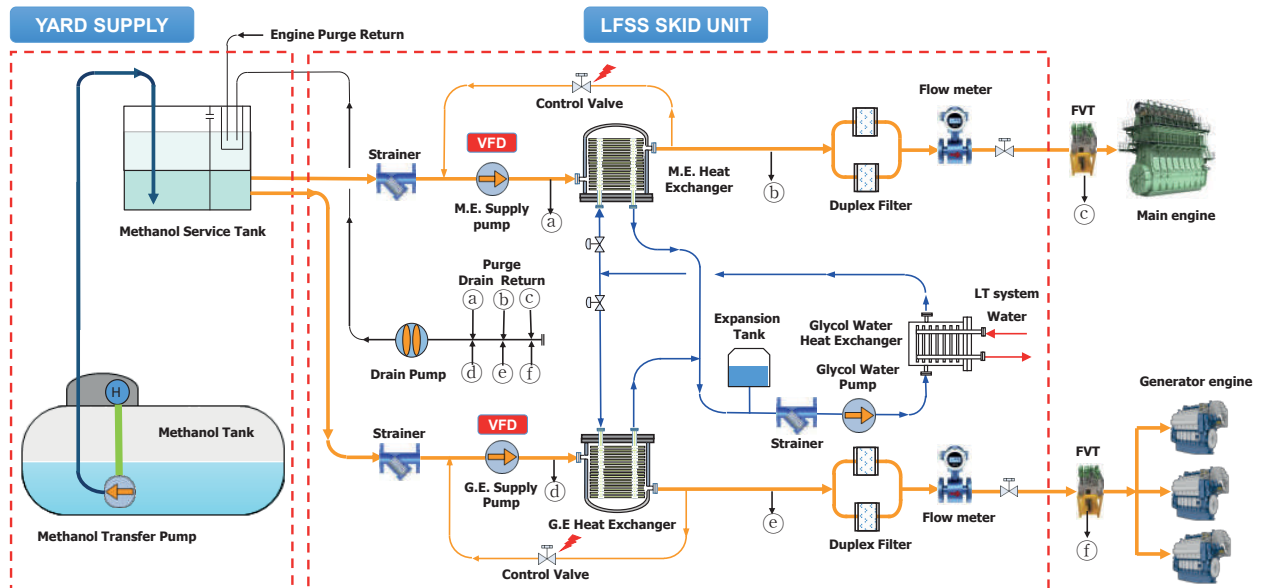 YARD SUPPLY
LFSS SKID UNIT
Engine Purge Return
Control Valve
Flow meter
FVT
VFD
Strainer
M.E. Heat
Exchanger
M.E. Supply
pump
a
b
c
Duplex Filter
Main engine
Methanol Service Tank
Purge
Drain Return
a b c
d e f
Drain Pump
Expansion
Tank
Glycol Water
Heat Exchanger
LT system
Water
Glycol Water
Pump
Strainer
Generator engine
H
Methanol Tank
Methanol Transfer Pump
Strainer
VFD
G.E. Supply
Pump
d
G.E Heat Exchanger
e
Duplex Filter
Flow meter
FVT
f
Control Valve